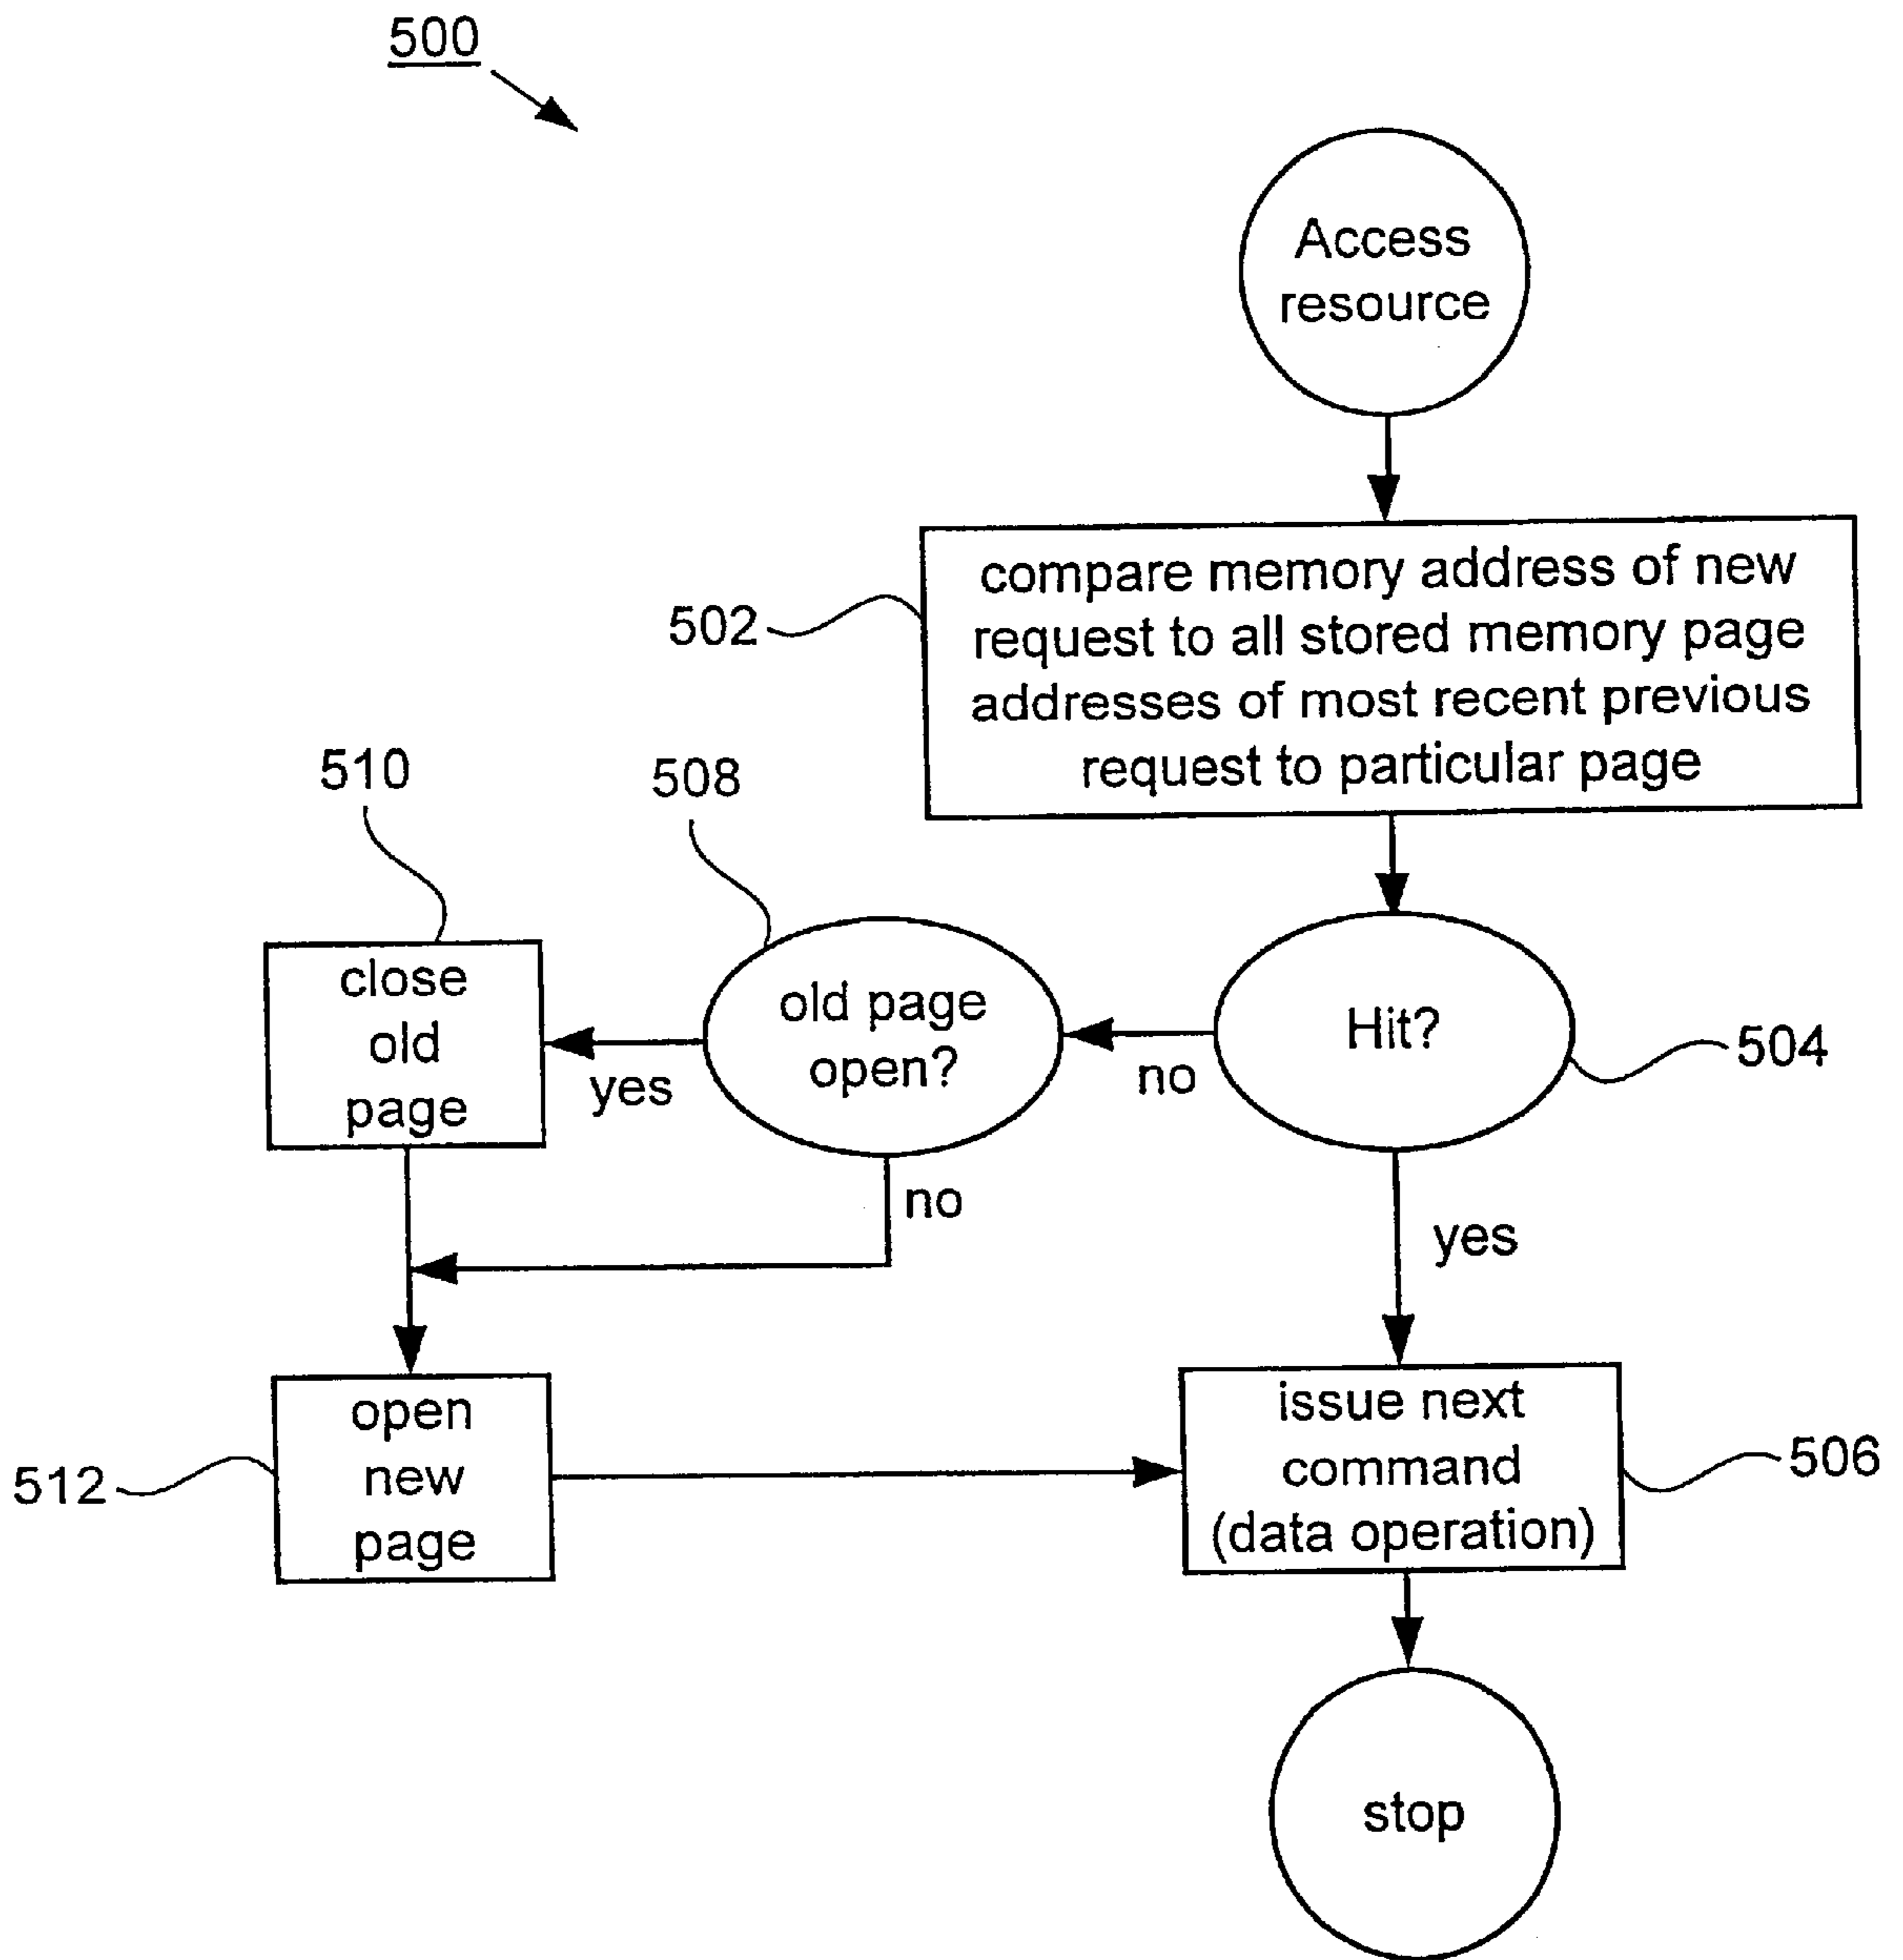 500
Access
resource
compare memory address of new
request to all stored memory page
addresses of most recent previous
request to particular page
502
510
508
close
old
page
yes
old page
open?
no
Hit?
504
no
yes
open
new
page
512
issue next
command
(data operation)
506
stop